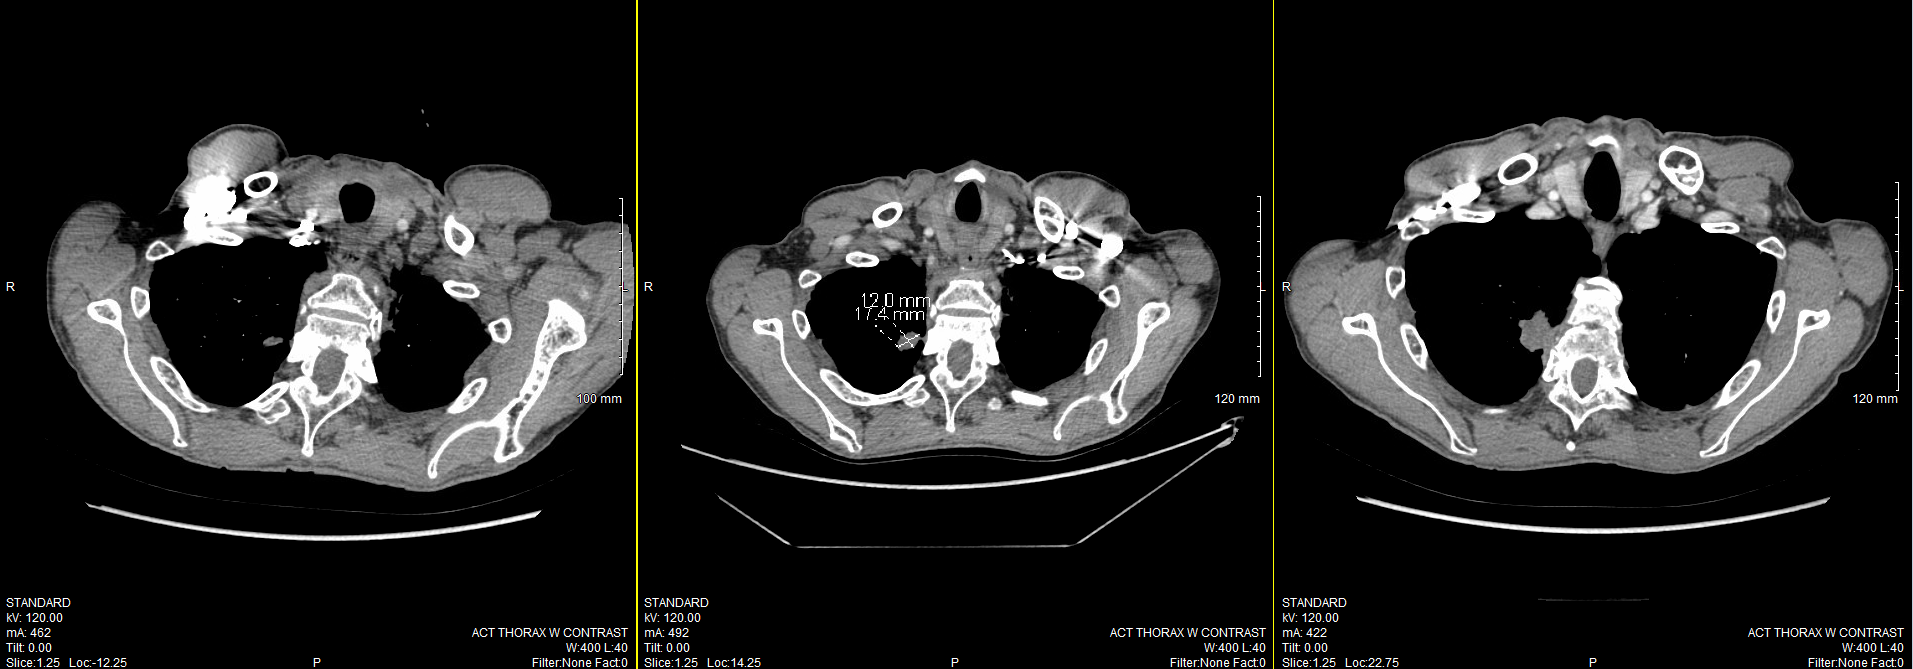 R
100 mm
STANDARD
kV: 120.00
mA: 462
Tilt: 0.00
Slice:1.25 Loc:-12.25
P
ACT THORAX W CONTRAST
W:400 L:40
Filter:None Fact:0
R
12.0 mm
17.4 mm
120 mm
STANDARD
kV: 120.00
mA: 492
Tilt: 0.00
Slice:1.25 Loc:14.25
P
ACT THORAX W CONTRAST
W:400 L:40
Filter:None Fact:0
R
120 mm
STANDARD
kV: 120.00
mA: 422
Tilt: 0.00
Slice:1.25 Loc:22.75
P
ACT THORAX W CONTRAST
W:400 L:40
Filter:None Fact:0